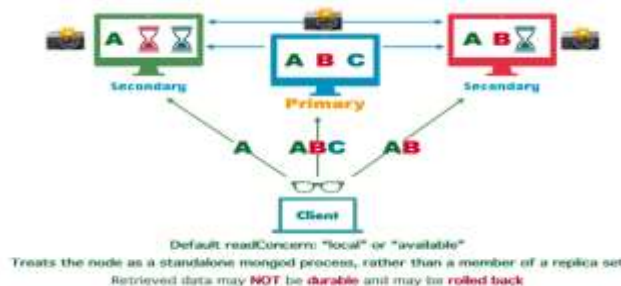 A
A B C
A B
Secondary
Primary
Secondary
A
ABC
AB
Client
Default readConcern: "local" or "available"
Treats the node as a standalone mongod process, rather than a member of a replica set
Retrieved data may NOT be durable and may be rolled back